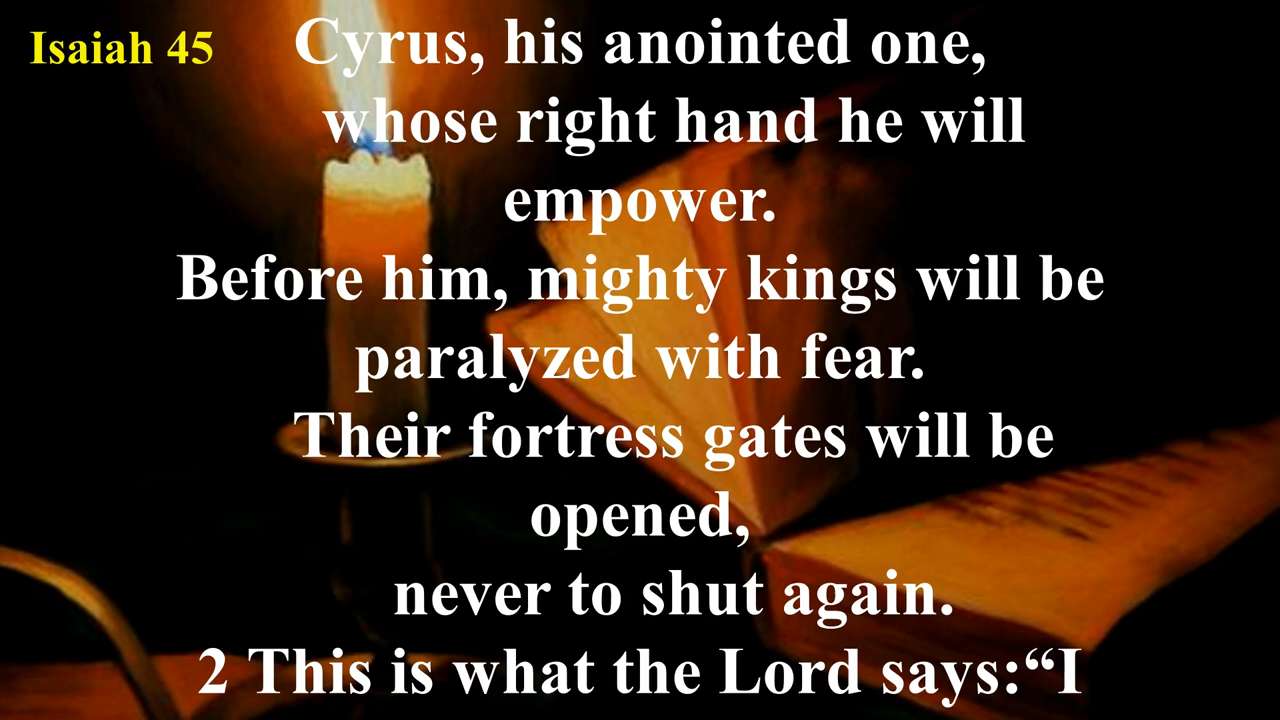 Isaiah 45
Cyrus, his anointed one,
whose right hand he will
empower.
Before him, mighty kings will be
paralyzed with fear.
Their fortress gates will be
opened,
never to shut again.
2 This is what the Lord says:“I